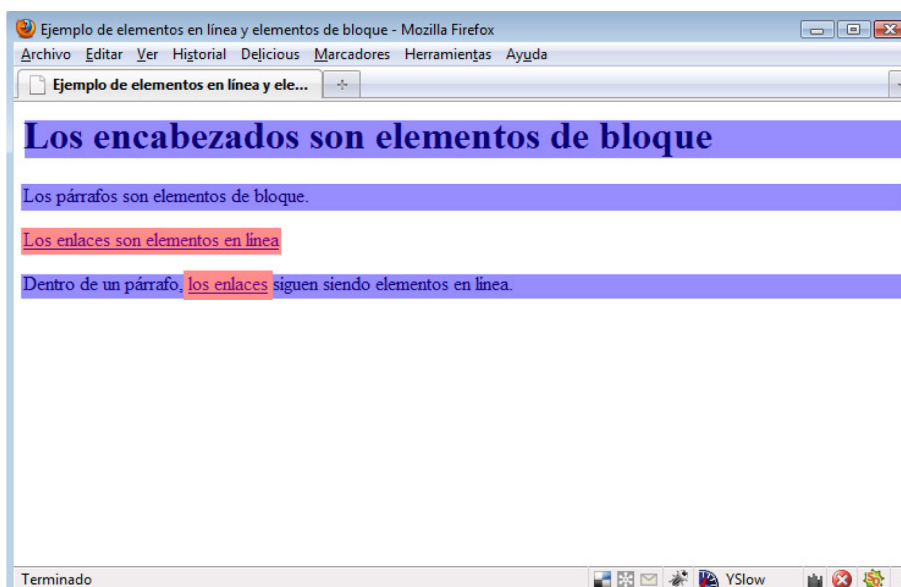 Ejemplo de elementos en línea y elementos de bloque - Mozilla Firefox
Archivo Editar Ver Historial Delicious Marcadores Herramientas Ayuda
Ejemplo de elementos en línea y ele...
Los encabezados son elementos de bloque
Los párrafos son elementos de bloque.
Los enlaces son elementos en línea
Dentro de un párrafo, los enlaces siguen siendo elementos en línea.
Terminado YSlow